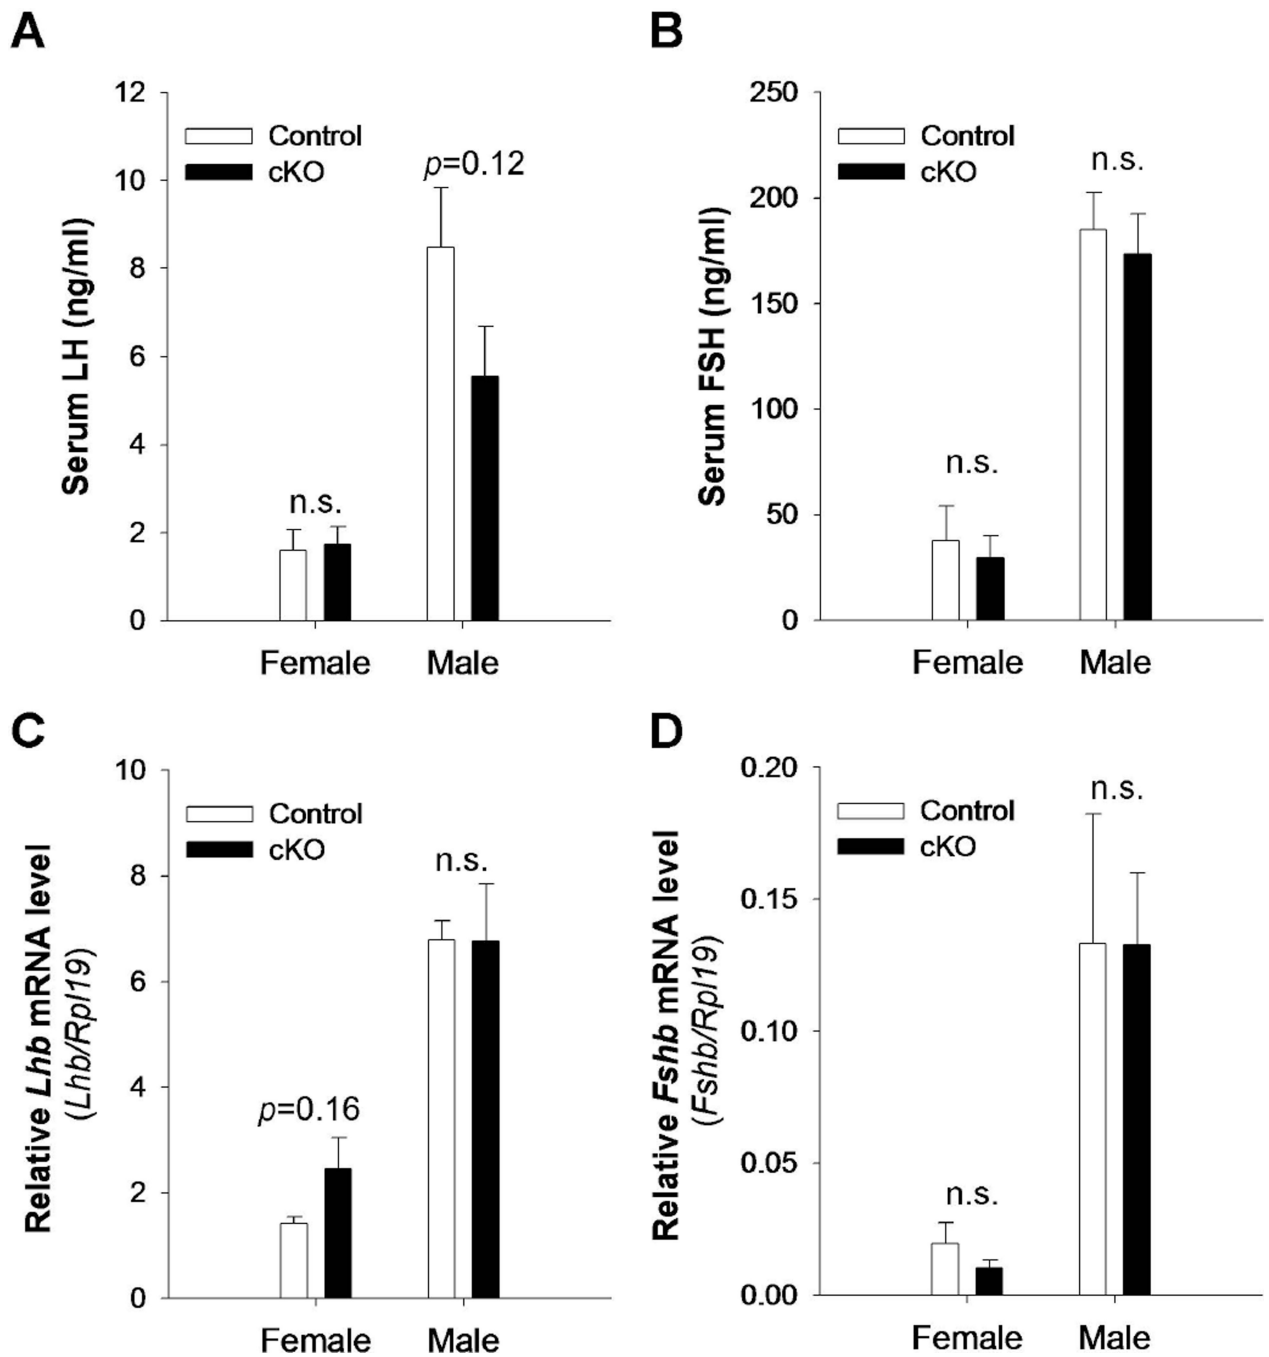 A
Serum LH (ng/ml)
12
10
8
6
4
2
0
Control
cKO
p=0.12
n.s.
Female Male
B
Serum FSH (ng/ml)
250
200
150
100
50
0
Control
cKO
n.s.
n.s.
Female Male
C
Relative Lhb mRNA level
(Lhb/Rpl19)
10
8
6
4
2
0
Control
cKO
n.s.
p=0.16
Female Male
D
Relative Fshb mRNA level
(Fshb/Rpl19)
0.20
0.15
0.10
0.05
0.00
Control
cKO
n.s.
n.s.
Female Male